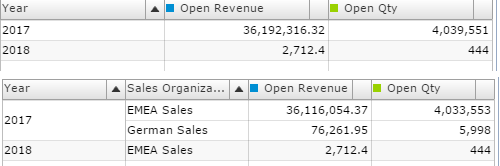 Year Open Revenue Open Qty
2017 36,192,316.32 4,039,551
2018 2,712.4 444
Year Sales Organiza... Open Revenue Open Qty
2017 EMEA Sales 36,116,054.37 4,033,553
German Sales 76,261.95 5,998
2018 EMEA Sales 2,712.4 444